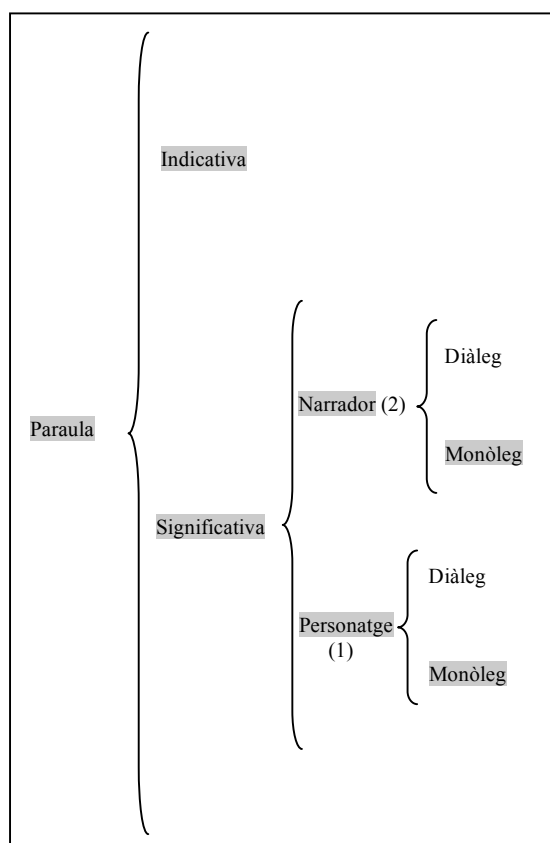 Indicativa
Diàleg
Narrador (2)
Monòleg
Paraula
Significativa
Diàleg
Personatge
(1)
Monòleg